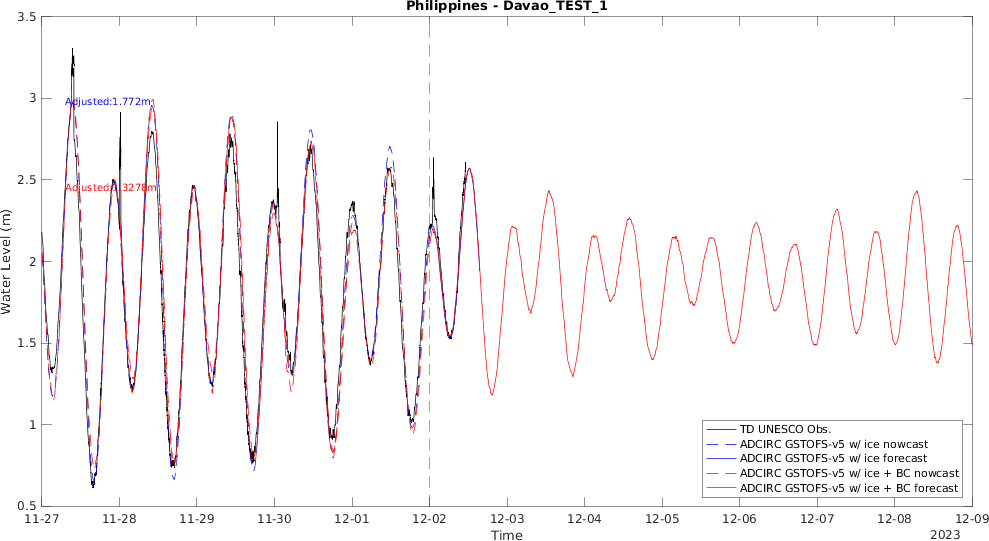 Philippines - Davao_TEST_1
3.5
3
2.5
2
1.5
1
0.5
Water Level (m)
Adjusted:1.772m
Adjusted:1.3278m
TD UNESCO Obs.
ADCIRC GSTOFS-v5 w/ ice nowcast
ADCIRC GSTOFS-v5 w/ ice forecast
ADCIRC GSTOFS-v5 w/ ice + BC nowcast
ADCIRC GSTOFS-v5 w/ ice + BC forecast
11-27 11-28 11-29 11-30 12-01 12-02 12-03 12-04 12-05 12-06 12-07 12-08 12-09
Time
2023